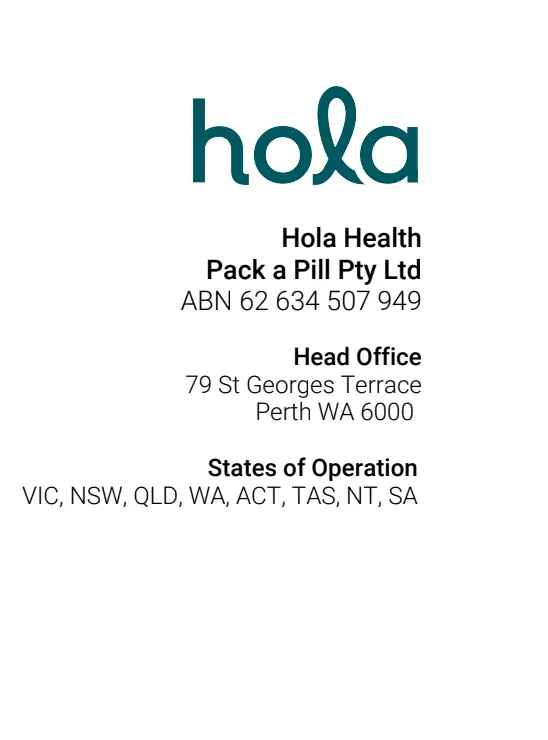 hola
Hola Health
Pack a Pill Pty Ltd
ABN 62 634 507 949
Head Office
79 St Georges Terrace
Perth WA 6000
States of Operation
VIC, NSW, QLD, WA, ACT, TAS, NT, SA